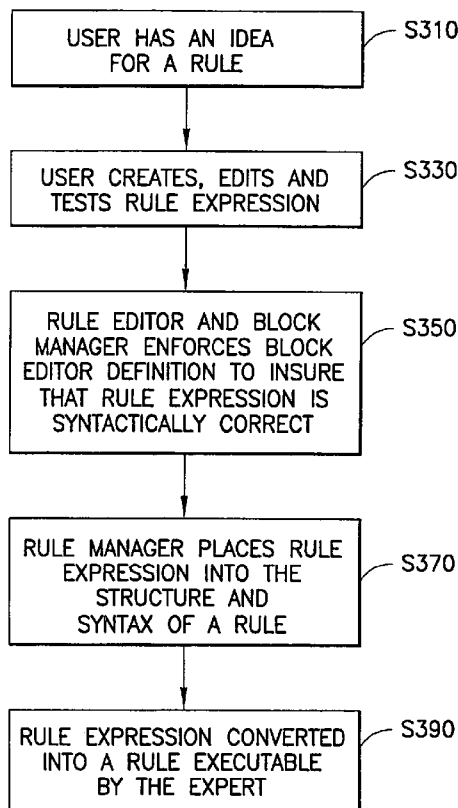 USER HAS AN IDEA
FOR A RULE
S310
USER CREATES, EDITS AND
TESTS RULE EXPRESSION
S330
RULE EDITOR AND BLOCK
MANAGER ENFORCES BLOCK
EDITOR DEFINITION TO INSURE
THAT RULE EXPRESSION IS
SYNTACTICALLY CORRECT
S350
RULE MANAGER PLACES RULE
EXPRESSION INTO THE
STRUCTURE AND
SYNTAX OF A RULE
S370
RULE EXPRESSION CONVERTED
INTO A RULE EXECUTABLE
BY THE EXPERT
S390